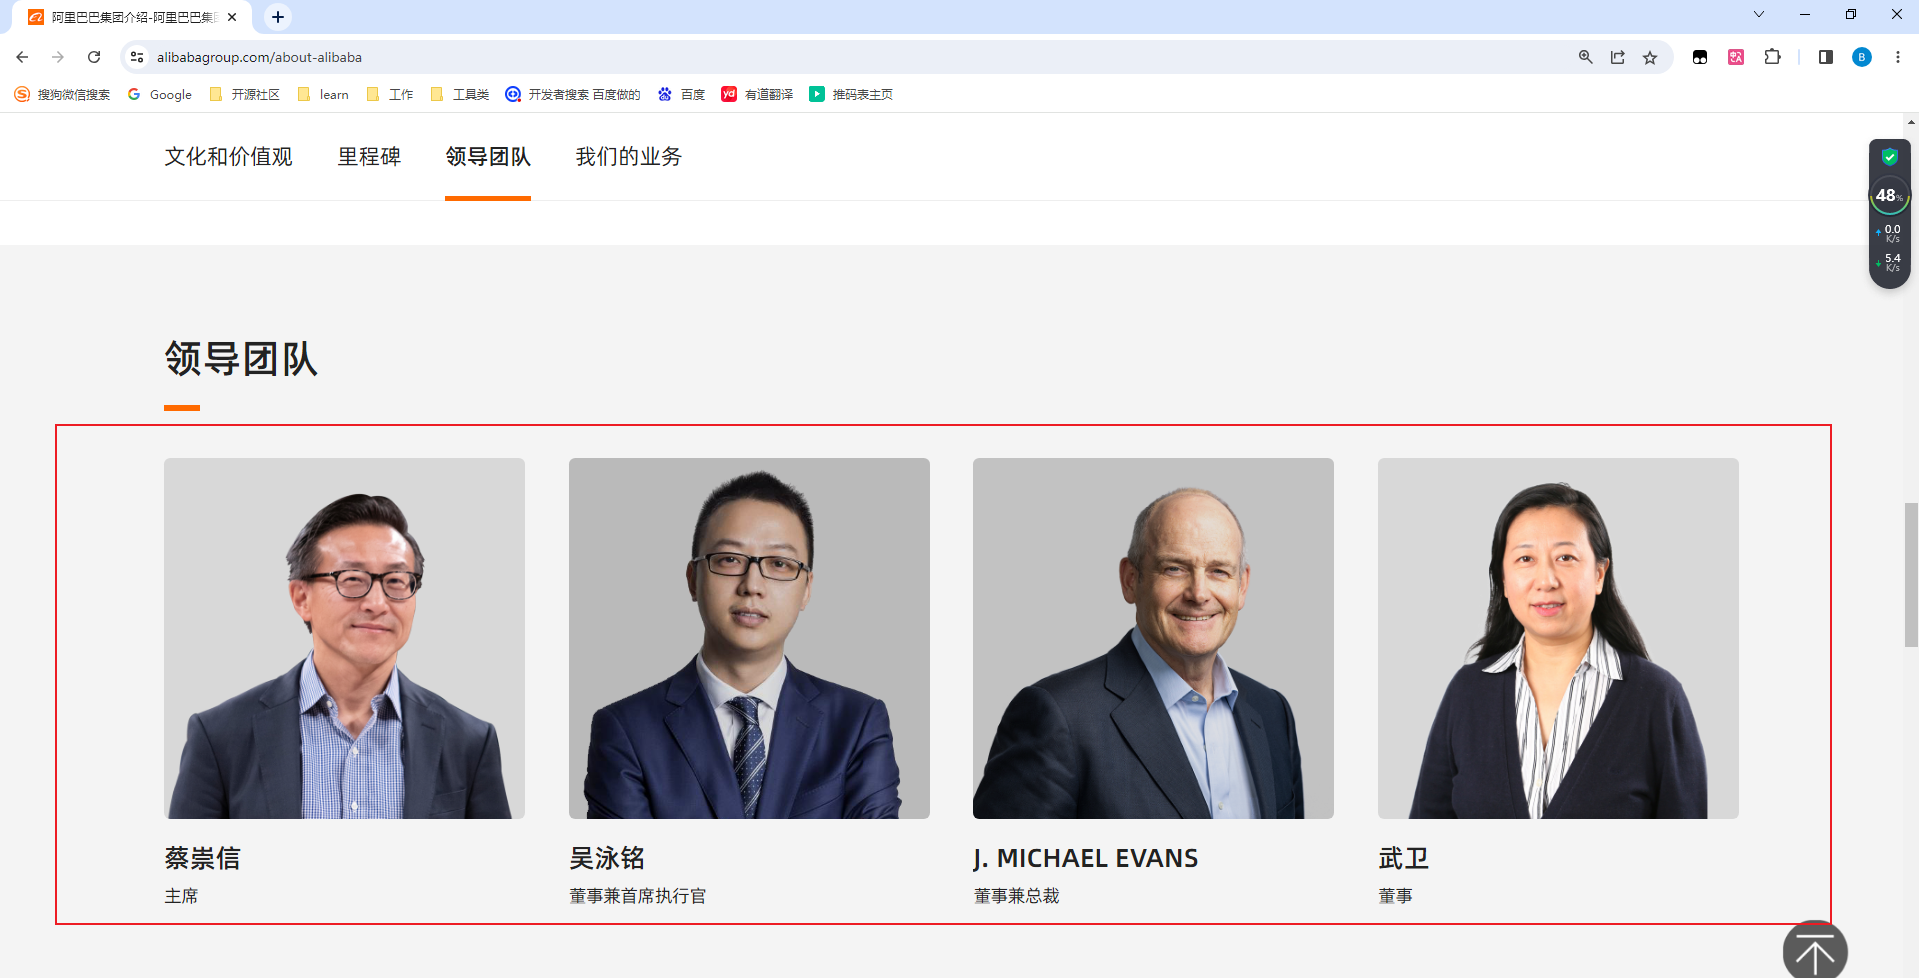 阿里巴巴集团介绍-阿里巴巴集团
alibabagroup.com/about-alibaba
B
搜狗微信搜索
Google
开源社区
learn
工作
工具类
开发者搜索 百度做的
百度
yd
有道翻译
推码表主页
文化和价值观
里程碑
领导团队
我们的业务
48%
0.0
K/s
5.4
K/s
领导团队
蔡崇信
主席
吴泳铭
董事兼首席执行官
J. MICHAEL EVANS
董事兼总裁
武卫
董事